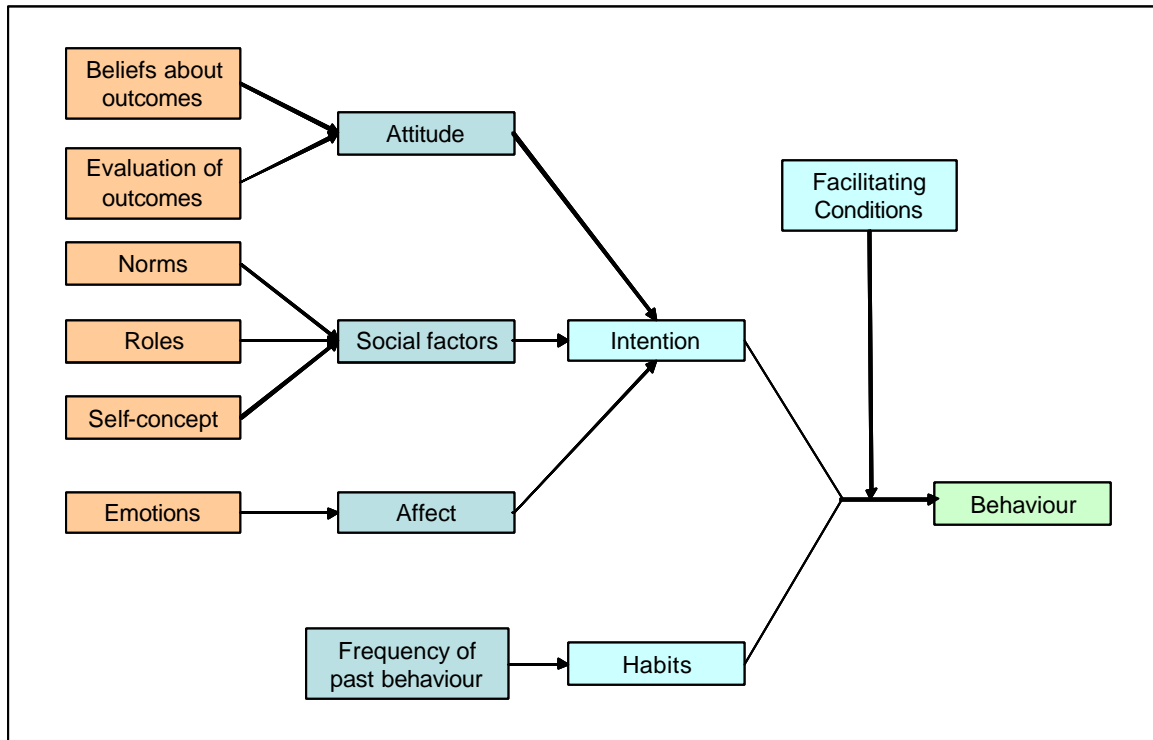 Beliefs about
outcomes
Attitude
Evaluation of
outcomes
Facilitating
Conditions
Norms
Roles
Social factors
Intention
Self-concept
Emotions
Affect
Behaviour
Frequency of
past behaviour
Habits